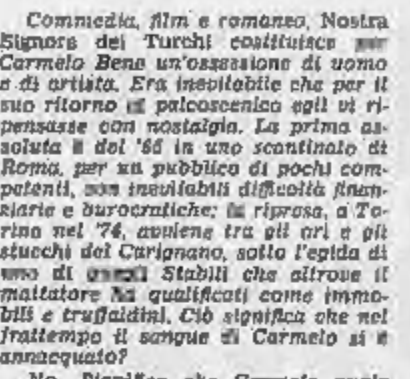 Commedia, film e romanzo, Nostra
Signora dei Turchi costituisce per
Carmelo Bene un'ossessione di uomo
e di artista. Era inevitabile che per il
suo ritorno al palcoscenico egli vi ri-
pensasse con nostalgia. La prima as-
soluta è del '66 in uno scantinato di
Roma, per un pubblico di pochi com-
petenti, con inevitabili difficoltà finan-
ziarie e burocratiche; la ripresa, a To-
rino nel '74, avviene tra gli ori e gli
stucchi del Carignano, sotto l'egida di
uno di Stabili che altrove il
mattatore ha qualificati come immo-
bili e truffaldini. Ciò significa che nel
frattempo il sangue di Carmelo si è
annacquato?